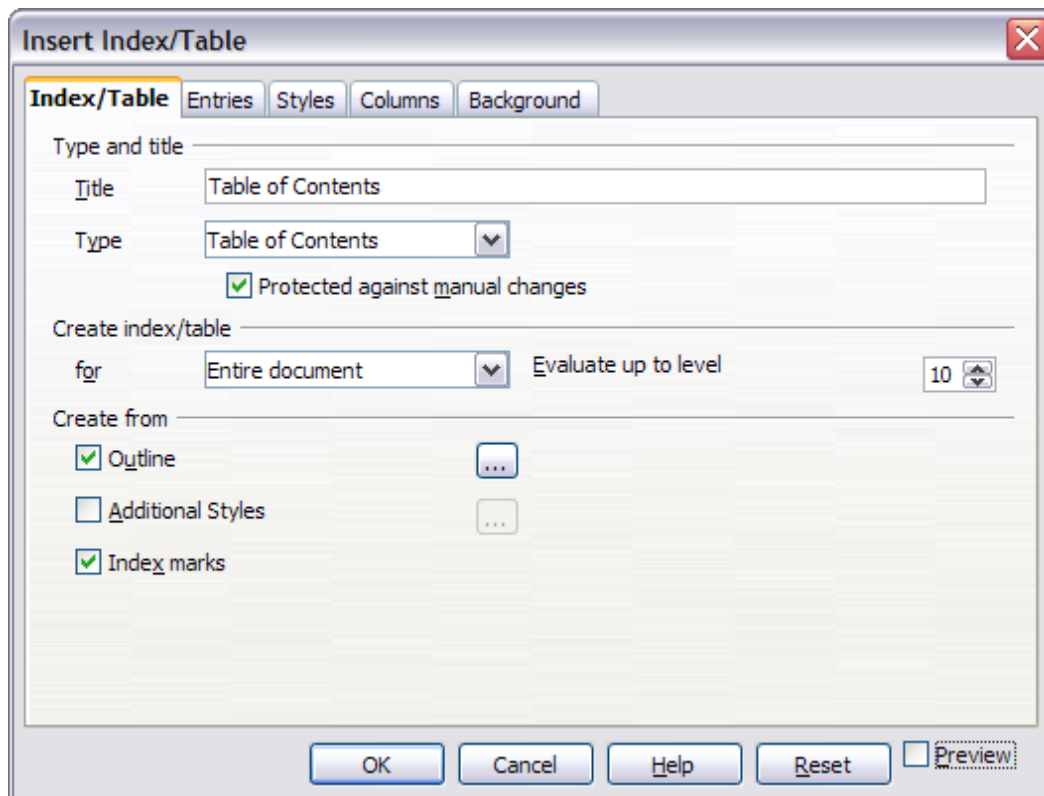 Insert Index/Table
Index/Table Entries Styles Columns Background
Type and title
Title Table of Contents
Type Table of Contents
Protected against manual changes
Create index/table
for Entire document Evaluate up to level 10
Create from
Outline ...
Additional Styles ...
Index marks
OK Cancel Help Reset Preview